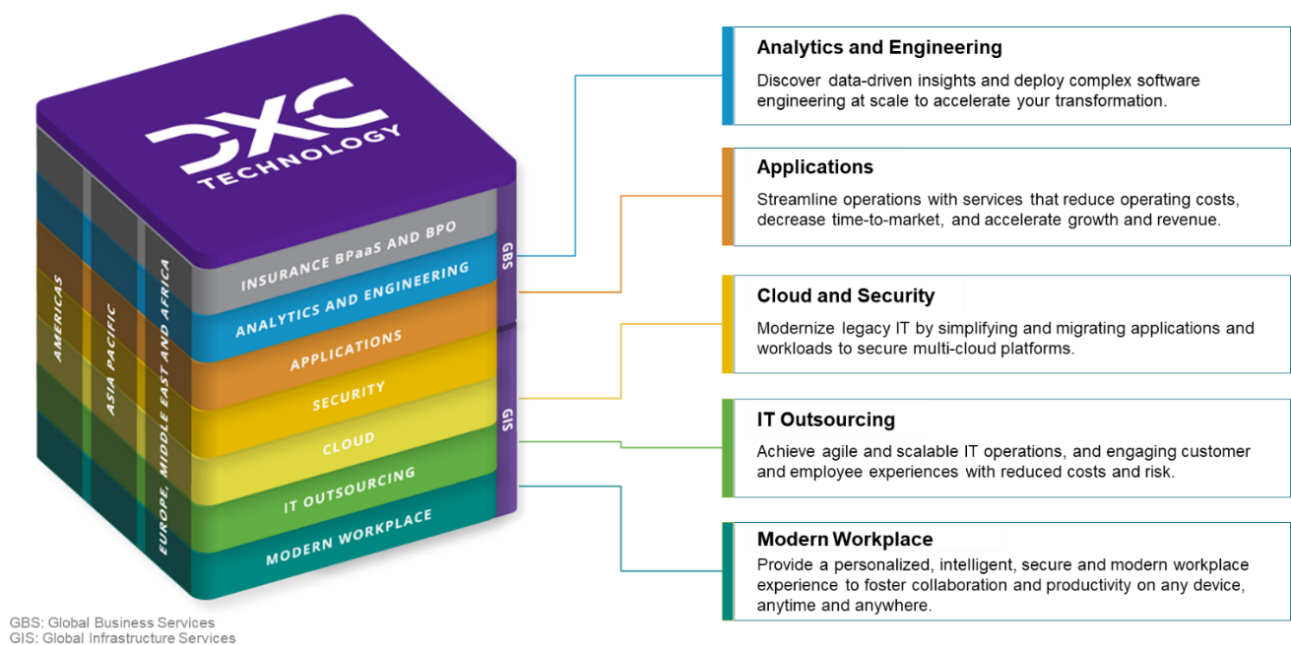 DXC
TECHNOLOGY
INSURANCE BPaaS AND BPO
ANALYTICS AND ENGINEERING
APPLICATIONS
SECURITY
CLOUD
IT OUTSOURCING
MODERN WORKPLACE
GBS
GIS
AMERICAS
ASIA PACIFIC
EUROPE, MIDDLE EAST AND AFRICA
Analytics and Engineering
Discover data-driven insights and deploy complex software
engineering at scale to accelerate your transformation.
Applications
Streamline operations with services that reduce operating costs,
decrease time-to-market, and accelerate growth and revenue.
Cloud and Security
Modernize legacy IT by simplifying and migrating applications and
workloads to secure multi-cloud platforms.
IT Outsourcing
Achieve agile and scalable IT operations, and engaging customer
and employee experiences with reduced costs and risk.
Modern Workplace
Provide a personalized, intelligent, secure and modern workplace
experience to foster collaboration and productivity on any device,
anytime and anywhere.
GBS: Global Business Services
GIS: Global Infrastructure Services